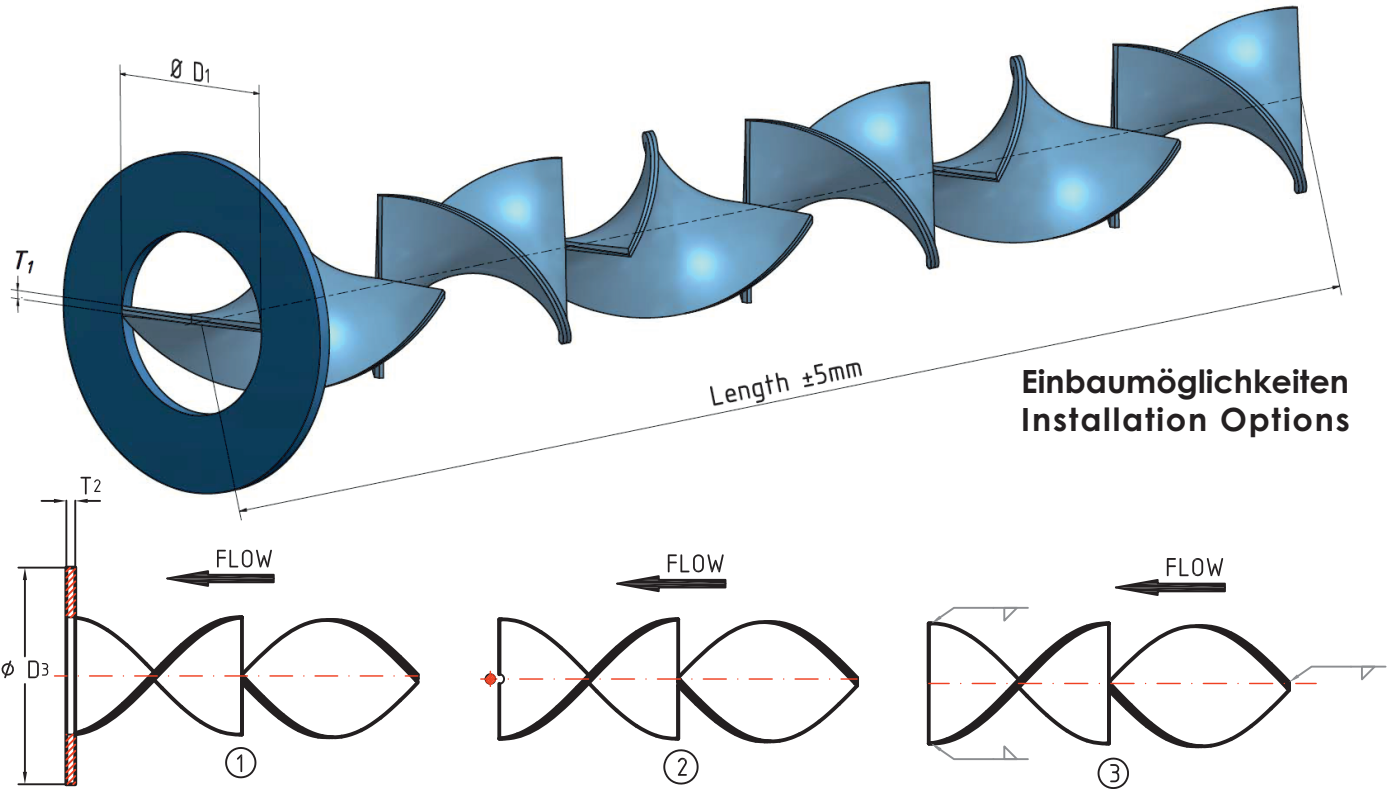 Ø D1
T1
Length ±5mm
Einbaumöglichkeiten
Installation Options
T2
FLOW
FLOW
FLOW
ϕ D3
1
2
3